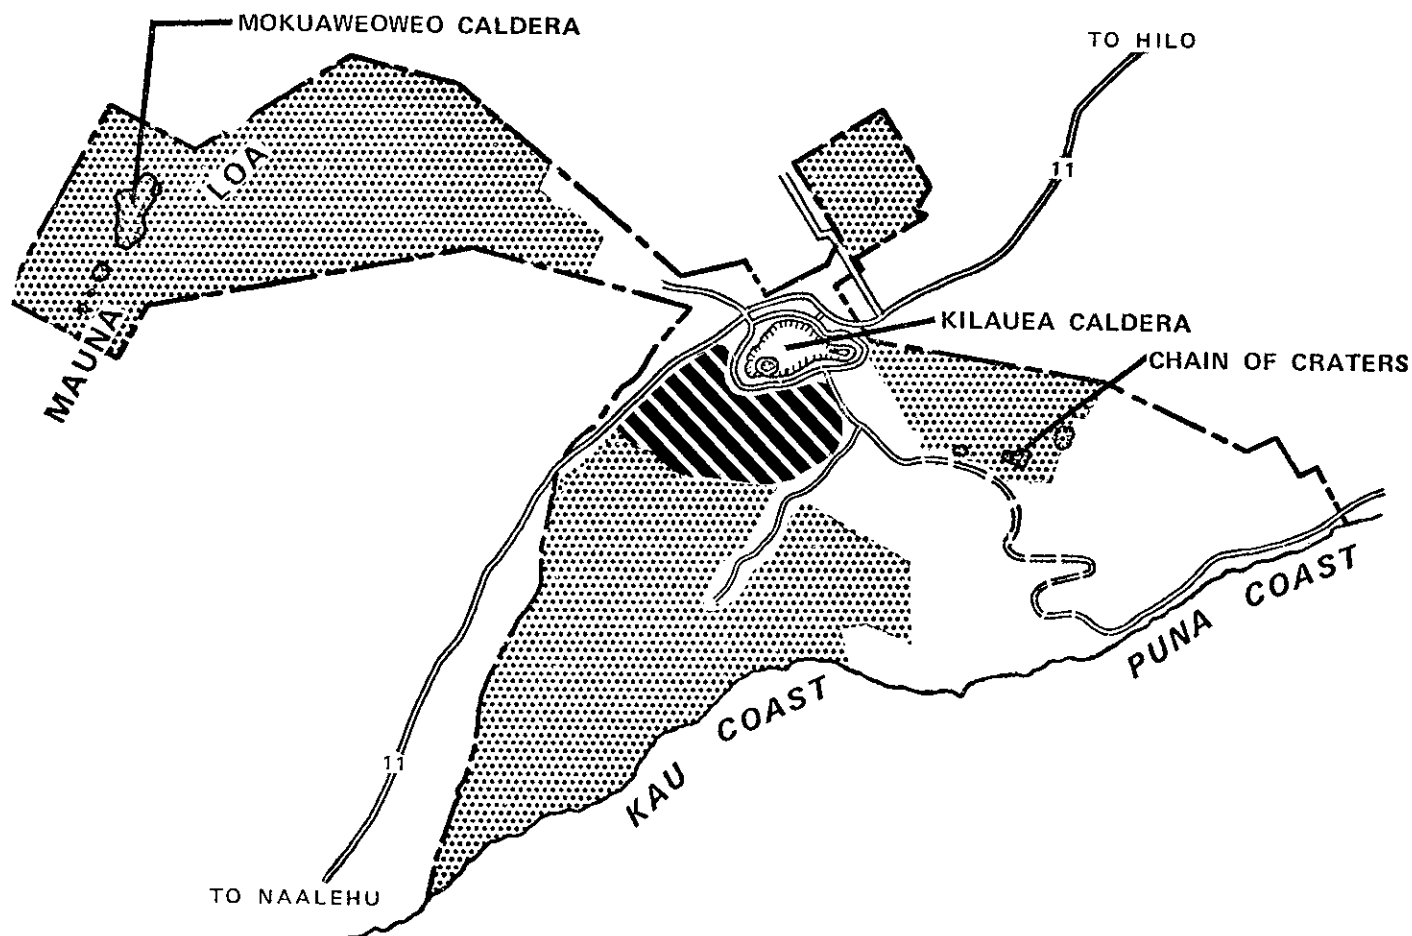 MOKUAWEOWEO CALDERA
TO HILO
11
MAUNA LOA
KILAUEA CALDERA
CHAIN OF CRATERS
PUNA COAST
KAU COAST
11
TO NAALEHU